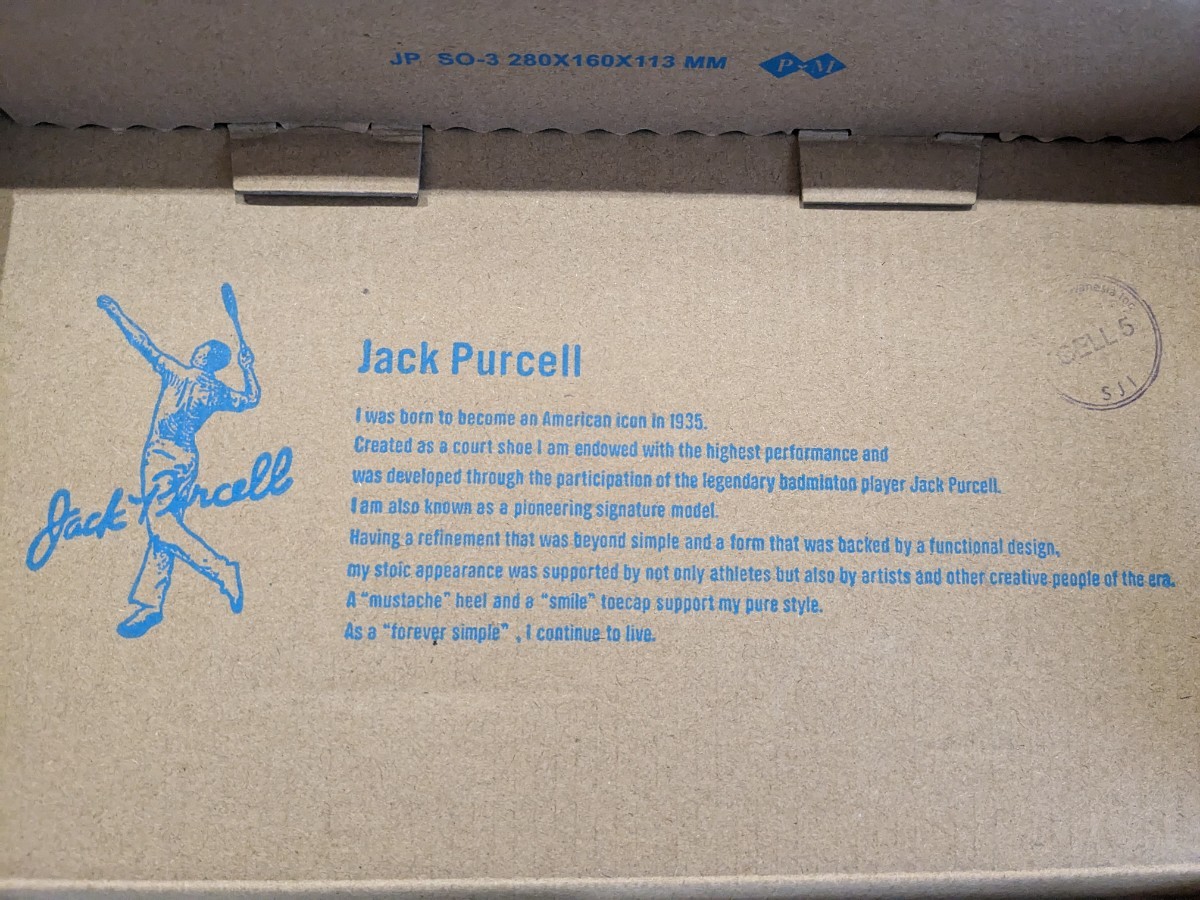 JP SO-3 280X160X113 MM
P-M
Jack Purcell
I was born to become an American icon in 1935.
Created as a court shoe I am endowed with the highest performance and
was developed through the participation of the legendary badminton player Jack Purcell.
I am also known as a pioneering signature model.
Having a refinement that was beyond simple and a form that was backed by a functional design,
my stoic appearance was supported by not only athletes but also by artists and other creative people of the era.
A “mustache” heel and a “smile” toecap support my pure style.
As a “forever simple” , I continue to live.
Jack Purcell
CELL 5
SJI